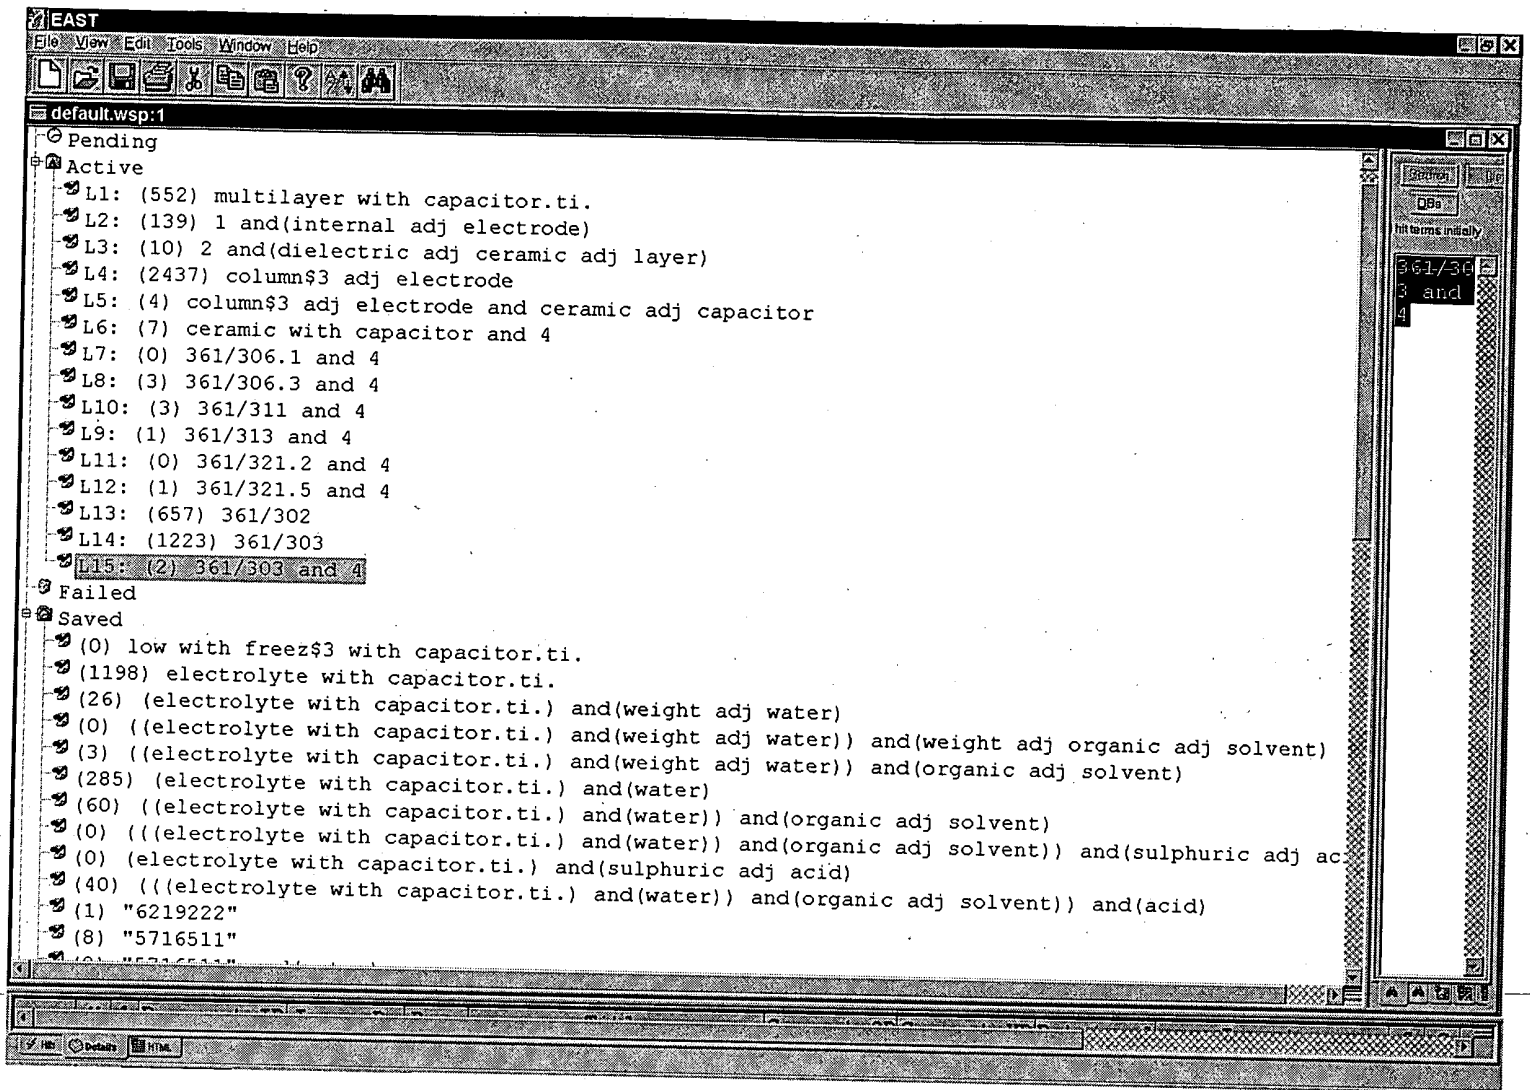 EAST
File View Edit Tools Window Help
default.wsp:1
Pending
Active
L1: (552) multilayer with capacitor.ti.
L2: (139) 1 and(internal adj electrode)
L3: (10) 2 and(dielectric adj ceramic adj layer)
L4: (2437) column$3 adj electrode
L5: (4) column$3 adj electrode and ceramic adj capacitor
L6: (7) ceramic with capacitor and 4
L7: (0) 361/306.1 and 4
L8: (3) 361/306.3 and 4
L10: (3) 361/311 and 4
L9: (1) 361/313 and 4
L11: (0) 361/321.2 and 4
L12: (1) 361/321.5 and 4
L13: (657) 361/302
L14: (1223) 361/303
L15: (2) 361/303 and 4
Failed
Saved
(0) low with freez$3 with capacitor.ti.
(1198) electrolyte with capacitor.ti.
(26) (electrolyte with capacitor.ti.) and(weight adj water)
(0) ((electrolyte with capacitor.ti.) and(weight adj water)) and(weight adj organic adj solvent)
(3) ((electrolyte with capacitor.ti.) and(weight adj water)) and(organic adj solvent)
(285) (electrolyte with capacitor.ti.) and(water)
(60) ((electrolyte with capacitor.ti.) and(water)) and(organic adj solvent)
(0) (((electrolyte with capacitor.ti.) and(water)) and(organic adj solvent)) and(sulphuric adj ac
(0) (electrolyte with capacitor.ti.) and(sulphuric adj acid)
(40) (((electrolyte with capacitor.ti.) and(water)) and(organic adj solvent)) and(acid)
(1) "6219222"
(8) "5716511"
Search
DBs
hit terms initially
361/30
3 and
4
Hits Details HTML